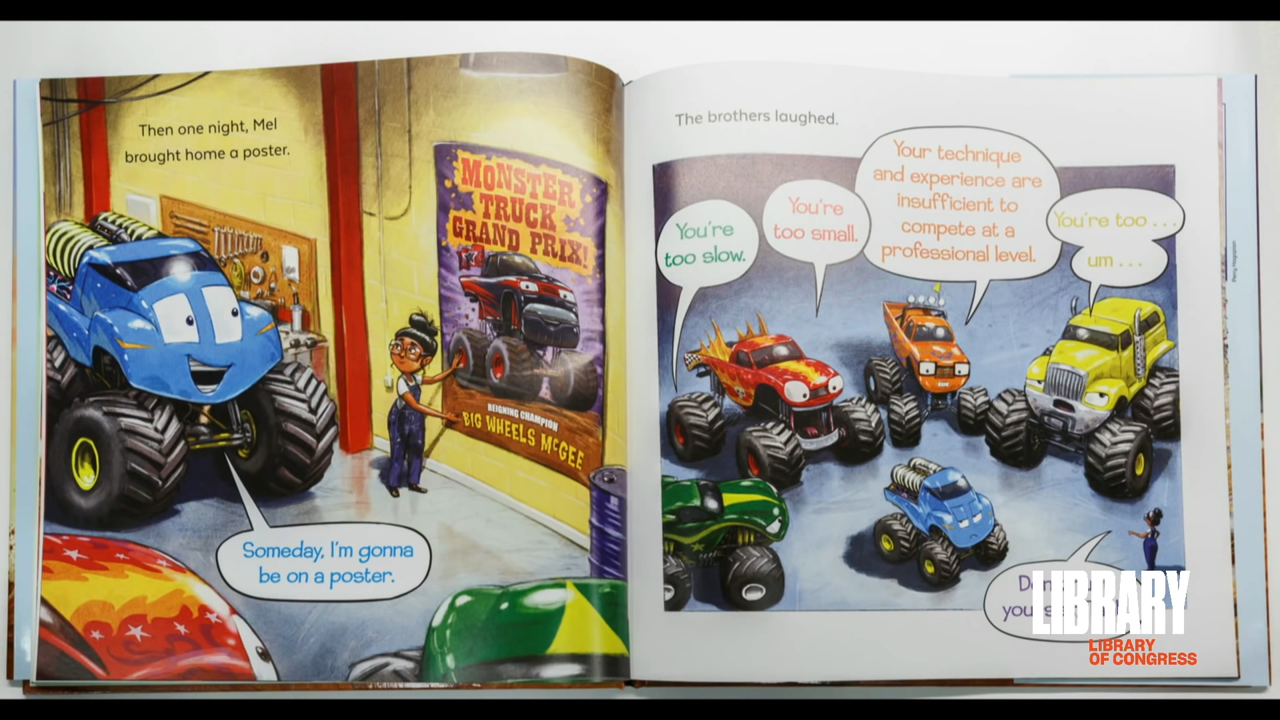 Then one night, Mel
brought home a poster.
MONSTER
TRUCK
GRAND PRIX!
REIGNING CHAMPION
BIG WHEELS McGEE
Someday, I'm gonna
be on a poster.
The brothers laughed.
You're
too slow.
You're
too small.
Your technique
and experience are
insufficient to
compete at a
professional level.
You're too . . .
um . . .
LIBRARY
LIBRARY
OF CONGRESS